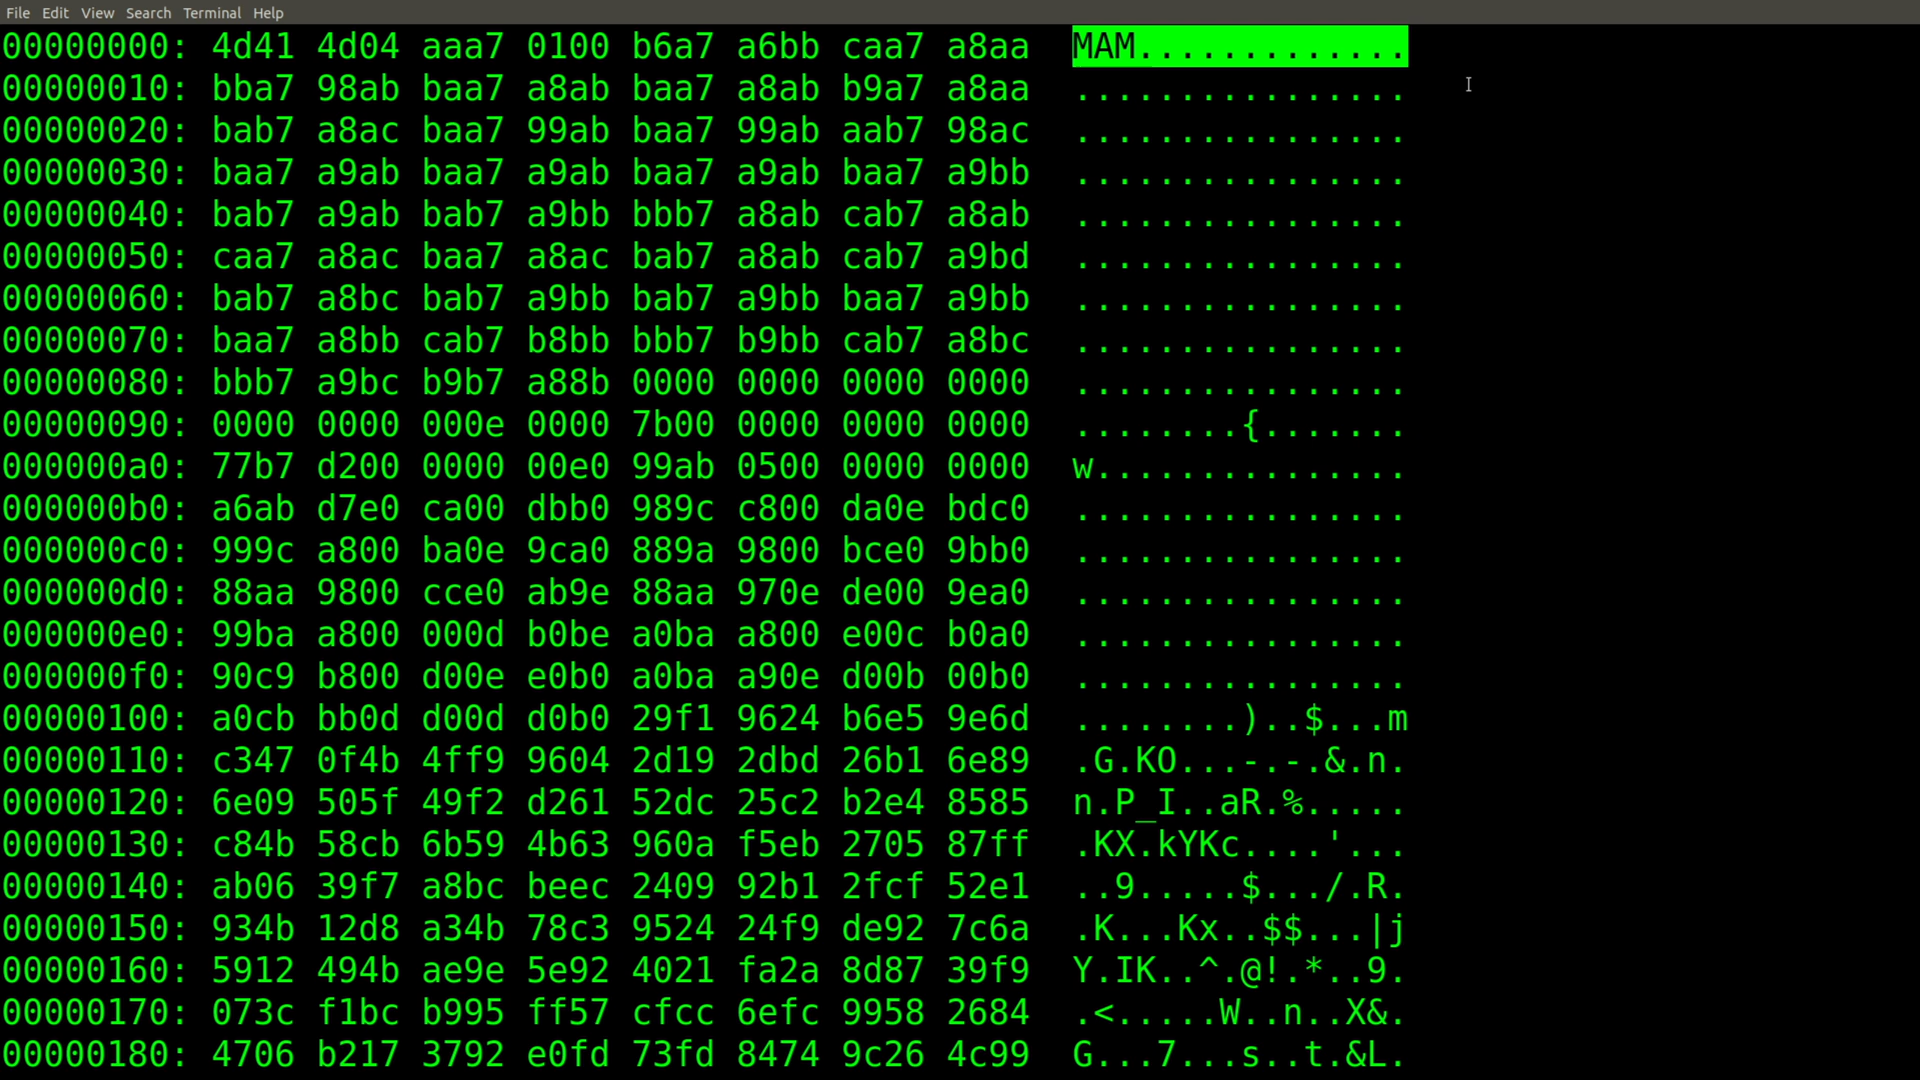 File Edit View Search Terminal Help
00000000: 4d41 4d04 aaa7 0100 b6a7 a6bb caa7 a8aa  MAM.............
00000010: bba7 98ab baa7 a8ab baa7 a8ab b9a7 a8aa  ................
00000020: bab7 a8ac baa7 99ab baa7 99ab aab7 98ac  ................
00000030: baa7 a9ab baa7 a9ab baa7 a9ab baa7 a9bb  ................
00000040: bab7 a9ab bab7 a9bb bbb7 a8ab cab7 a8ab  ................
00000050: caa7 a8ac baa7 a8ac bab7 a8ab cab7 a9bd  ................
00000060: bab7 a8bc bab7 a9bb bab7 a9bb baa7 a9bb  ................
00000070: baa7 a8bb cab7 b8bb bbb7 b9bb cab7 a8bc  ................
00000080: bbb7 a9bc b9b7 a88b 0000 0000 0000 0000  ................
00000090: 0000 0000 000e 0000 7b00 0000 0000 0000  ........{.......
000000a0: 77b7 d200 0000 00e0 99ab 0500 0000 0000  w...............
000000b0: a6ab d7e0 ca00 dbb0 989c c800 da0e bdc0  ................
000000c0: 999c a800 ba0e 9ca0 889a 9800 bce0 9bb0  ................
000000d0: 88aa 9800 cce0 ab9e 88aa 970e de00 9ea0  ................
000000e0: 99ba a800 000d b0be a0ba a800 e00c b0a0  ................
000000f0: 90c9 b800 d00e e0b0 a0ba a90e d00b 00b0  ................
00000100: a0cb bb0d d00d d0b0 29f1 9624 b6e5 9e6d  ........)..$...m
00000110: c347 0f4b 4ff9 9604 2d19 2dbd 26b1 6e89  .G.KO...-.-.&.n.
00000120: 6e09 505f 49f2 d261 52dc 25c2 b2e4 8585  n.P_I..aR.%.....
00000130: c84b 58cb 6b59 4b63 960a f5eb 2705 87ff  .KX.kYKc....'...
00000140: ab06 39f7 a8bc beec 2409 92b1 2fcf 52e1  ..9.....$.../.R.
00000150: 934b 12d8 a34b 78c3 9524 24f9 de92 7c6a  .K...Kx..$$...|j
00000160: 5912 494b ae9e 5e92 4021 fa2a 8d87 39f9  Y.IK..^.@!.*..9.
00000170: 073c f1bc b995 ff57 cfcc 6efc 9958 2684  .<.....W..n..X&.
00000180: 4706 b217 3792 e0fd 73fd 8474 9c26 4c99  G...7...s..t.&L.